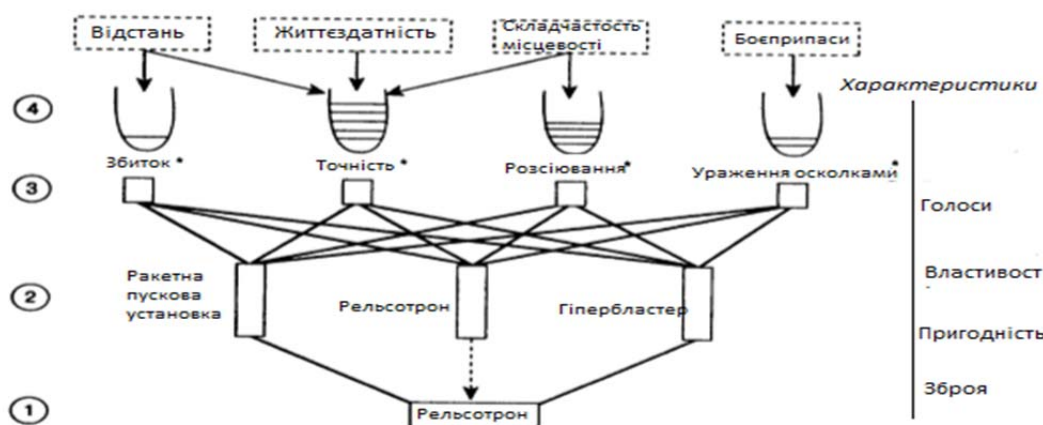 Відстань
Життєздатність
Складчастость
місцевості
Боєприпаси
Характеристики
4
Збиток *
Точність *
Розсіювання*
Ураження осколками*
3
Голоси
Ракетна
пускова
установка
2
Рельсотрон
Гіпербластер
Властивост
Пригодність
Зброя
1
Рельсотрон